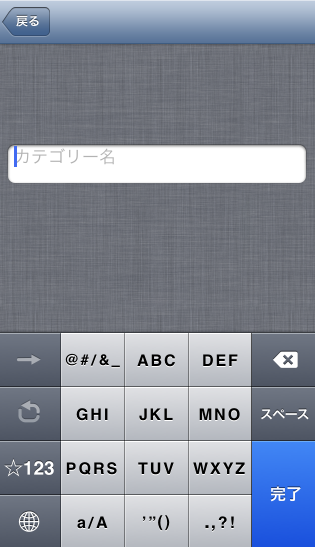 戻る
カテゴリー名
@#/&_ ABC DEF
GHI JKL MNO スペース
☆123 PQRS TUV WXYZ 完了
a/A '"() .,?!